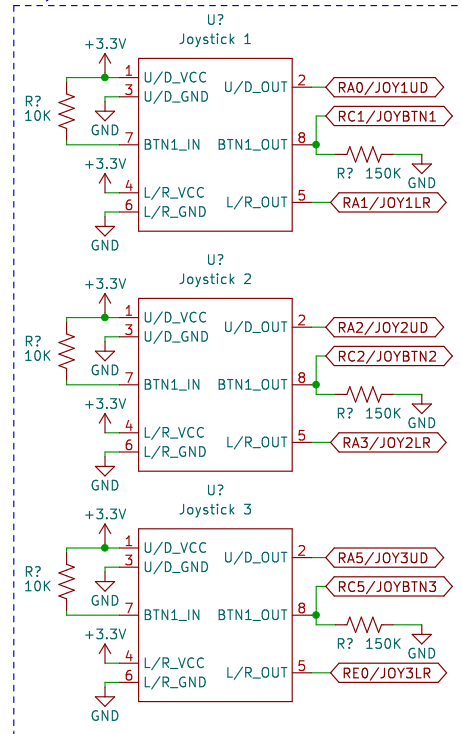 U?
Joystick 1
+3.3V
1 U/D_VCC
3 U/D_GND
U/D_OUT 2 RA0/JOY1UD
R?
10K
GND
RC1/JOYBTN1
7 BTN1_IN
BTN1_OUT 8
R? 150K
GND
+3.3V
4 L/R_VCC
6 L/R_GND
L/R_OUT 5 RA1/JOY1LR
GND
U?
Joystick 2
+3.3V
1 U/D_VCC
3 U/D_GND
U/D_OUT 2 RA2/JOY2UD
R?
10K
GND
RC2/JOYBTN2
7 BTN1_IN
BTN1_OUT 8
R? 150K
GND
+3.3V
4 L/R_VCC
6 L/R_GND
L/R_OUT 5 RA3/JOY2LR
GND
U?
Joystick 3
+3.3V
1 U/D_VCC
3 U/D_GND
U/D_OUT 2 RA5/JOY3UD
R?
10K
GND
RC5/JOYBTN3
7 BTN1_IN
BTN1_OUT 8
R? 150K
GND
+3.3V
4 L/R_VCC
6 L/R_GND
L/R_OUT 5 RE0/JOY3LR
GND